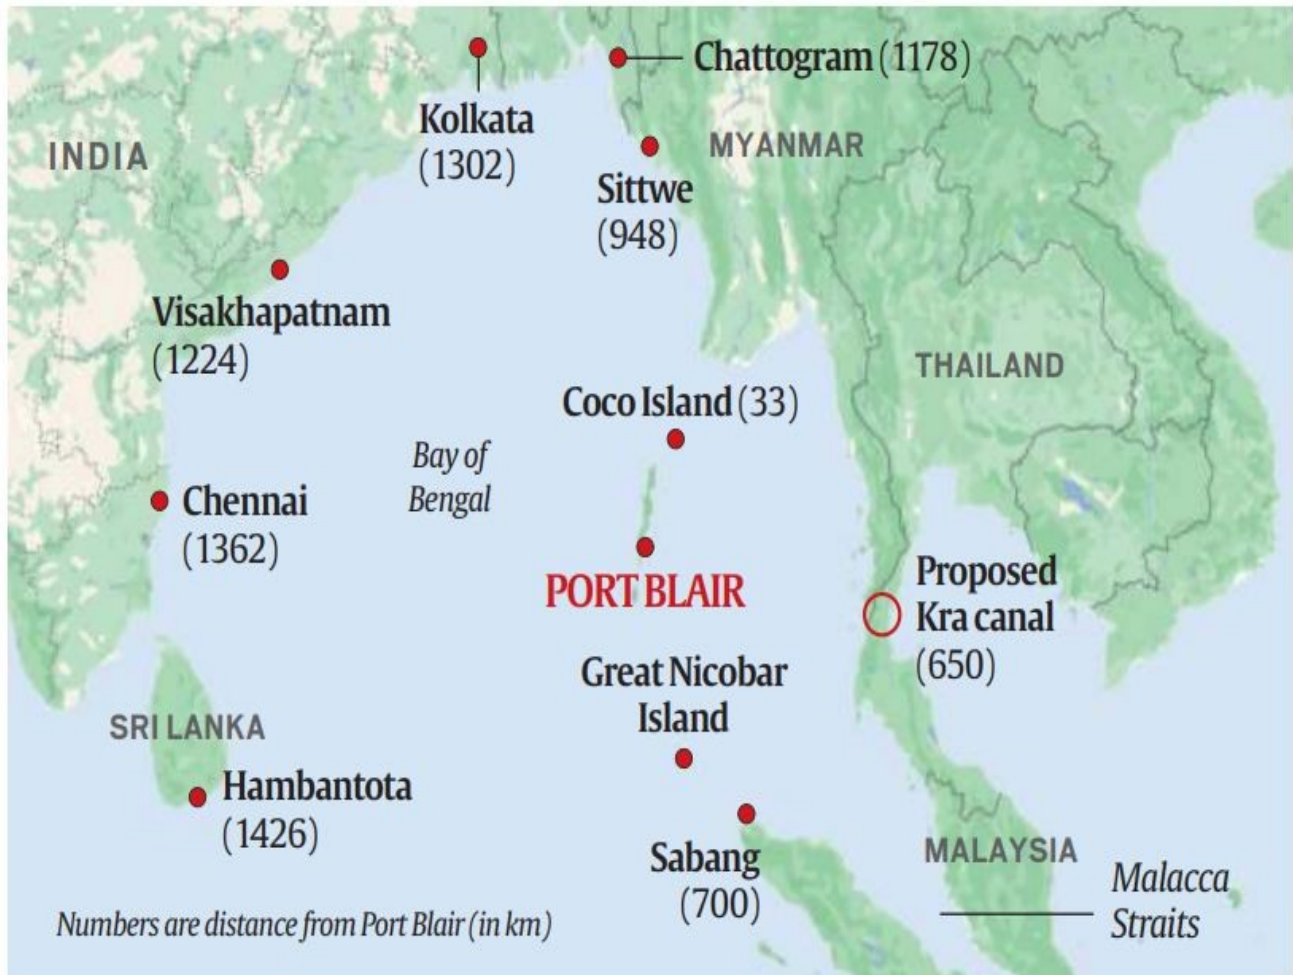 Chattogram (1178)
Kolkata
(1302)
INDIA
MYANMAR
Sittwe
(948)
Visakhapatnam
(1224)
THAILAND
Coco Island (33)
Bay of
Bengal
Chennai
(1362)
PORT BLAIR
Proposed
Kra canal
(650)
Great Nicobar
Island
SRI LANKA
Hambantota
(1426)
Sabang
(700)
MALAYSIA
Malacca
Straits
Numbers are distance from Port Blair (in km)